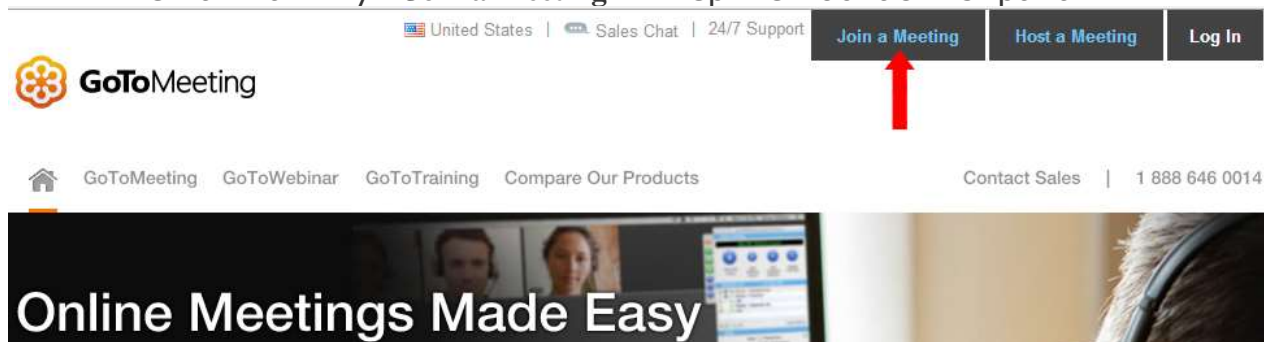 United States | Sales Chat | 24/7 Support
Join a Meeting Host a Meeting Log In
GoToMeeting
GoToMeeting GoToWebinar GoToTraining Compare Our Products Contact Sales | 1 888 646 0014
Online Meetings Made Easy